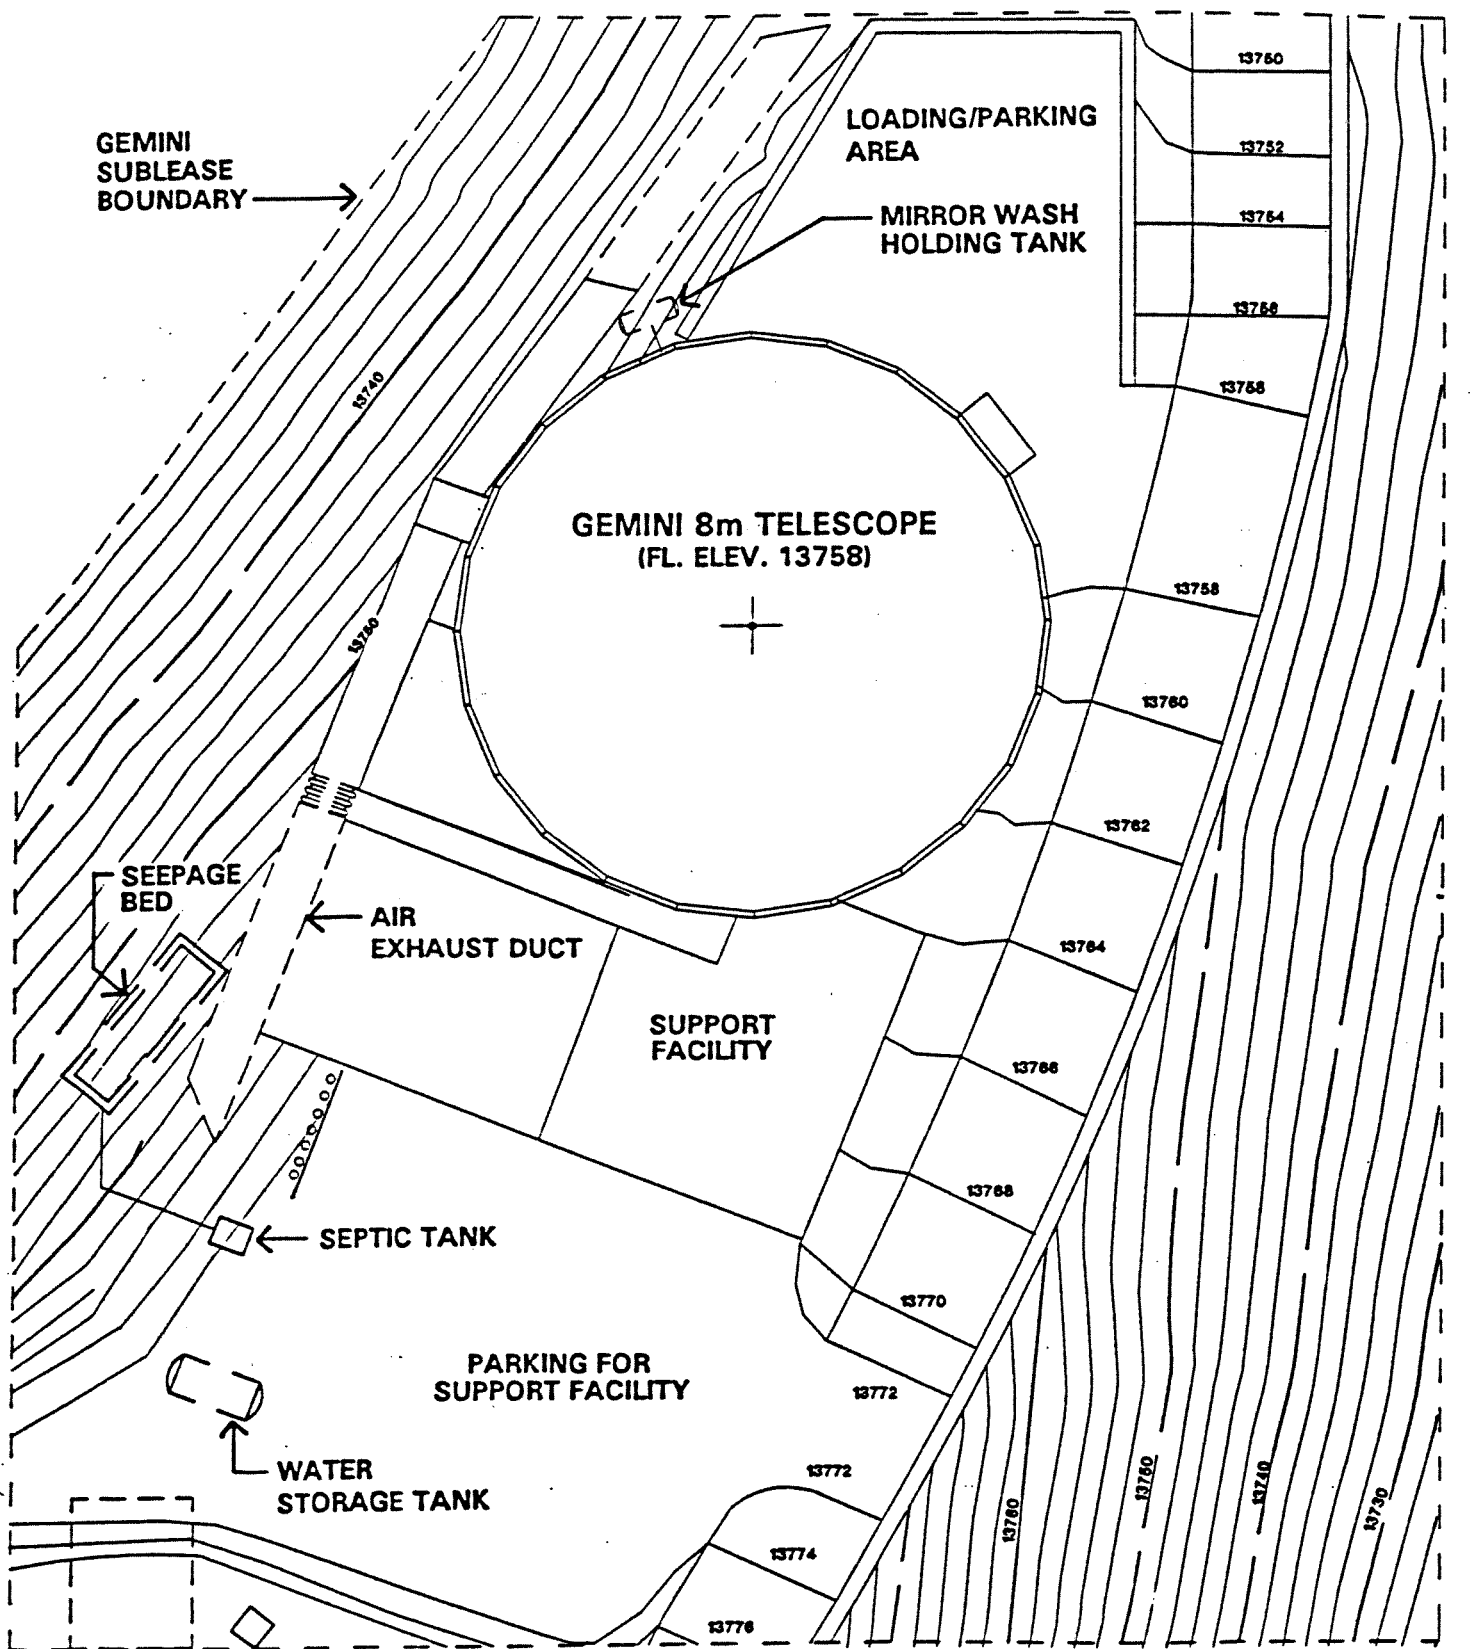 13750
LOADING/PARKING
AREA
GEMINI
SUBLEASE
BOUNDARY
13752
MIRROR WASH
HOLDING TANK
13754
13756
13758
13740
GEMINI 8m TELESCOPE
(FL. ELEV. 13758)
13758
13750
13760
13762
SEEPAGE
BED
AIR
EXHAUST DUCT
13764
SUPPORT
FACILITY
13766
13768
SEPTIC TANK
13770
PARKING FOR
SUPPORT FACILITY
13772
WATER
STORAGE TANK
13772
13760
13750
13740
13730
13774
13776